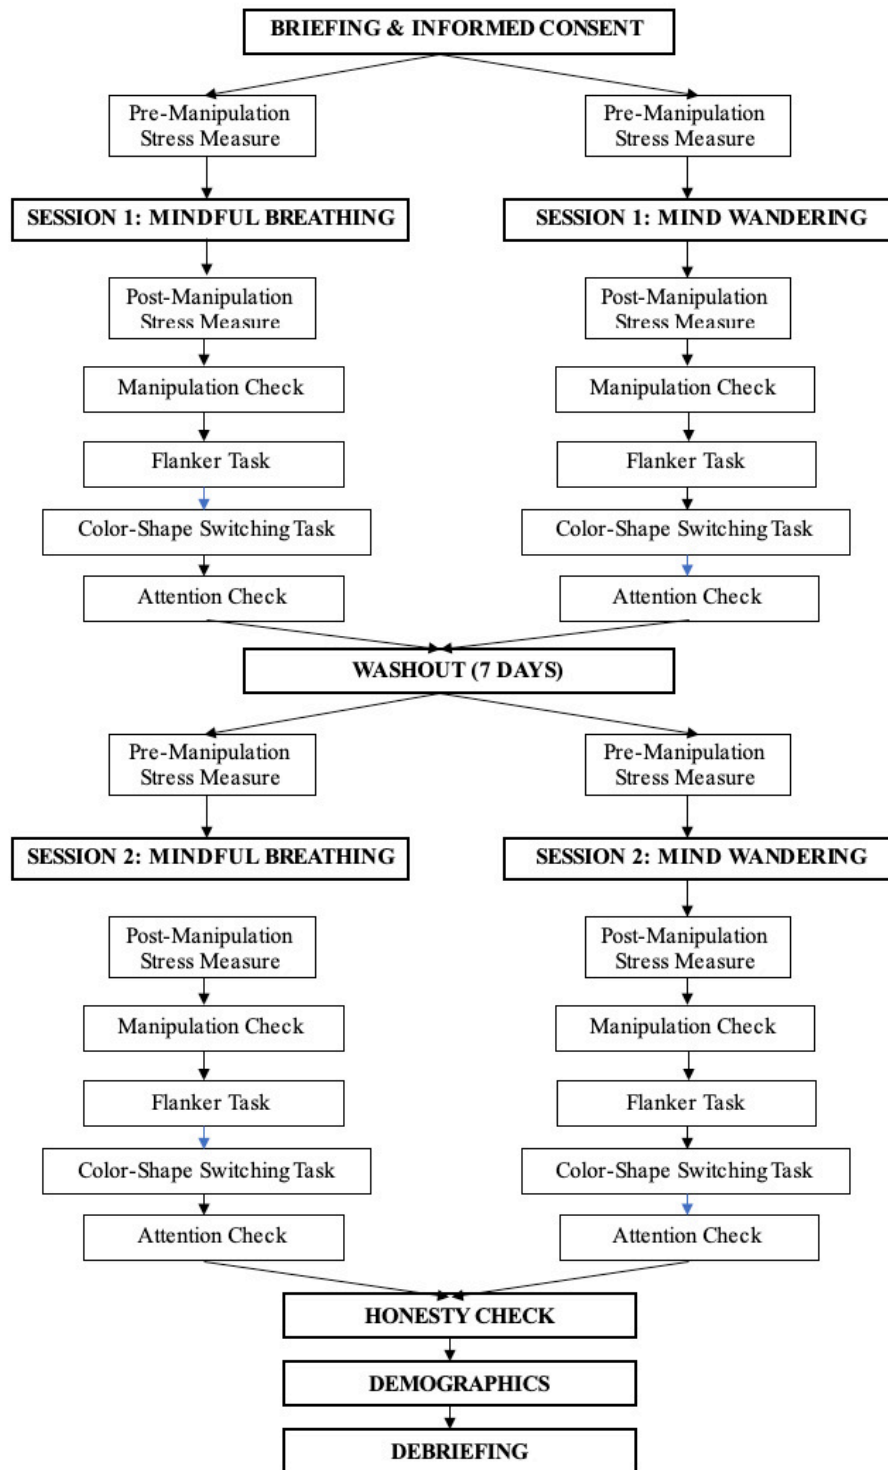 BRIEFING & INFORMED CONSENT
Pre-Manipulation
Stress Measure
Pre-Manipulation
Stress Measure
SESSION 1: MINDFUL BREATHING
SESSION 1: MIND WANDERING
Post-Manipulation
Stress Measure
Post-Manipulation
Stress Measure
Manipulation Check
Manipulation Check
Flanker Task
Flanker Task
Color-Shape Switching Task
Color-Shape Switching Task
Attention Check
Attention Check
WASHOUT (7 DAYS)
Pre-Manipulation
Stress Measure
Pre-Manipulation
Stress Measure
SESSION 2: MINDFUL BREATHING
SESSION 2: MIND WANDERING
Post-Manipulation
Stress Measure
Post-Manipulation
Stress Measure
Manipulation Check
Manipulation Check
Flanker Task
Flanker Task
Color-Shape Switching Task
Color-Shape Switching Task
Attention Check
Attention Check
HONESTY CHECK
DEMOGRAPHICS
DEBRIEFING